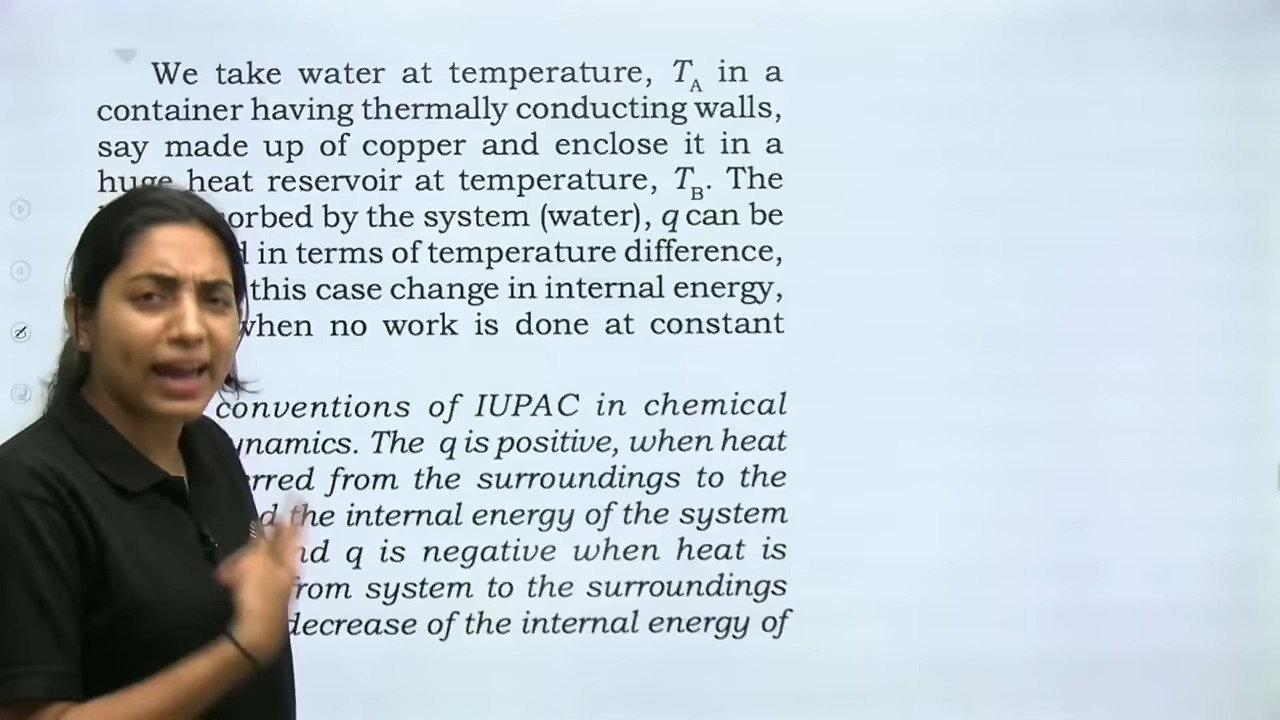 We take water at temperature, TA in a
container having thermally conducting walls,
say made up of copper and enclose it in a
huge heat reservoir at temperature, TB. The
by the system (water), q can be
in terms of temperature difference,
this case change in internal energy,
when no work is done at constant
conventions of IUPAC in chemical
The q is positive, when heat
from the surroundings to the
the internal energy of the system
q is negative when heat is
from system to the surroundings
decrease of the internal energy of